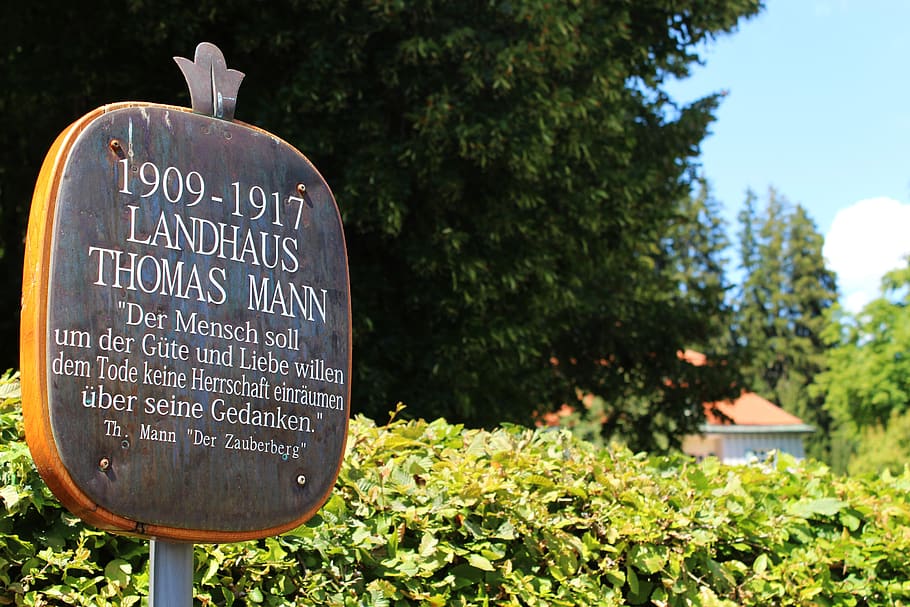 1909-1917
LANDHAUS
THOMAS MANN
"Der Mensch soll
um der Güte und Liebe willen
dem Tode keine Herrschaft einräumen
über seine Gedanken."
Th. Mann "Der Zauberberg"